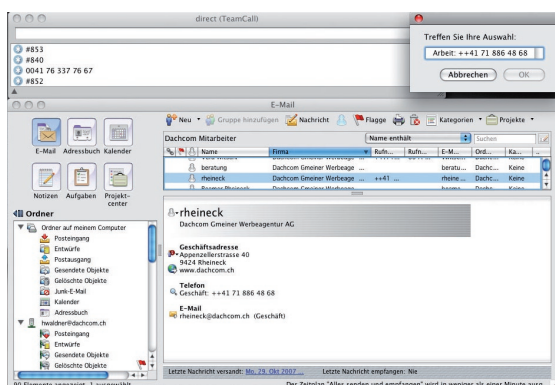 direct (TeamCall)
#853
#840
0041 76 337 76 67
#852
Treffen Sie Ihre Auswahl:
Arbeit: ++41 71 886 48 68
Abbrechen
OK
E-Mail
Neu
Gruppe hinzufügen
Nachricht
Flagge
Kategorien
Projekte
E-Mail Adressbuch Kalender
Notizen Aufgaben Projekt-
center
Dachcom Mitarbeiter
Name enthält
Suchen
Name Firma Rufn... Rufn... E-M... Ord... Ka...
beratung Dachcom Gmeiner Werbeage ... beratu... Dachc... Keine
rheineck Dachcom Gmeiner Werbeage ... ++41 ... rheine... Dachc... Keine
Ordner
Ordner auf meinem Computer
Posteingang
Entwürfe
Postausgang
Gesendete Objekte
Gelöschte Objekte
Junk-E-Mail
Kalender
Adressbuch
hwaldner@dachcom.ch
Posteingang
Entwürfe
Gesendete Objekte
Gelöschte Objekte
rheineck
Dachcom Gmeiner Werbeagentur AG
Geschäftsadresse
Appenzellerstrasse 40
9424 Rheineck
www.dachcom.ch
Telefon
Geschäft: ++41 71 886 48 68
E-Mail
rheineck@dachcom.ch (Geschäft)
Letzte Nachricht versandt: Mo, 29. Okt 2007 ... Letzte Nachricht empfangen: Nie
90 Elemente angezeigt, 1 ausgewählt
Der Zeitplan "Alles senden und empfangen" wird in weniger als einer Minute